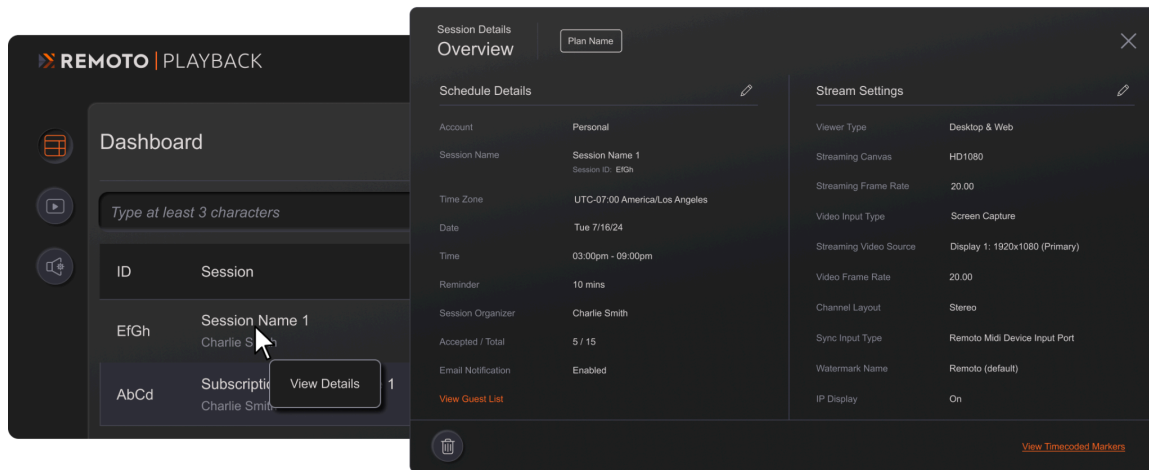 REMOTO | PLAYBACK
Dashboard
Type at least 3 characters
ID Session
EfGh Session Name 1
Charlie
View Details
AbCd 1
Charlie
Session Details
Overview
Plan Name
Schedule Details
Account Personal
Session Name Session Name 1
Session ID: EfGh
Time Zone UTC-07:00 America/Los Angeles
Date Tue 7/16/24
Time 03:00pm - 09:00pm
Reminder 10 mins
Session Organizer Charlie Smith
Accepted / Total 5 / 15
Email Notification Enabled
View Guest List
Stream Settings
Viewer Type Desktop & Web
Streaming Canvas HD1080
Streaming Frame Rate 20.00
Video Input Type Screen Capture
Streaming Video Source Display 1: 1920x1080 (Primary)
Video Frame Rate 20.00
Channel Layout Stereo
Sync Input Type Remoto Midi Device Input Port
Watermark Name Remoto (default)
IP Display On
View Timecoded Markers